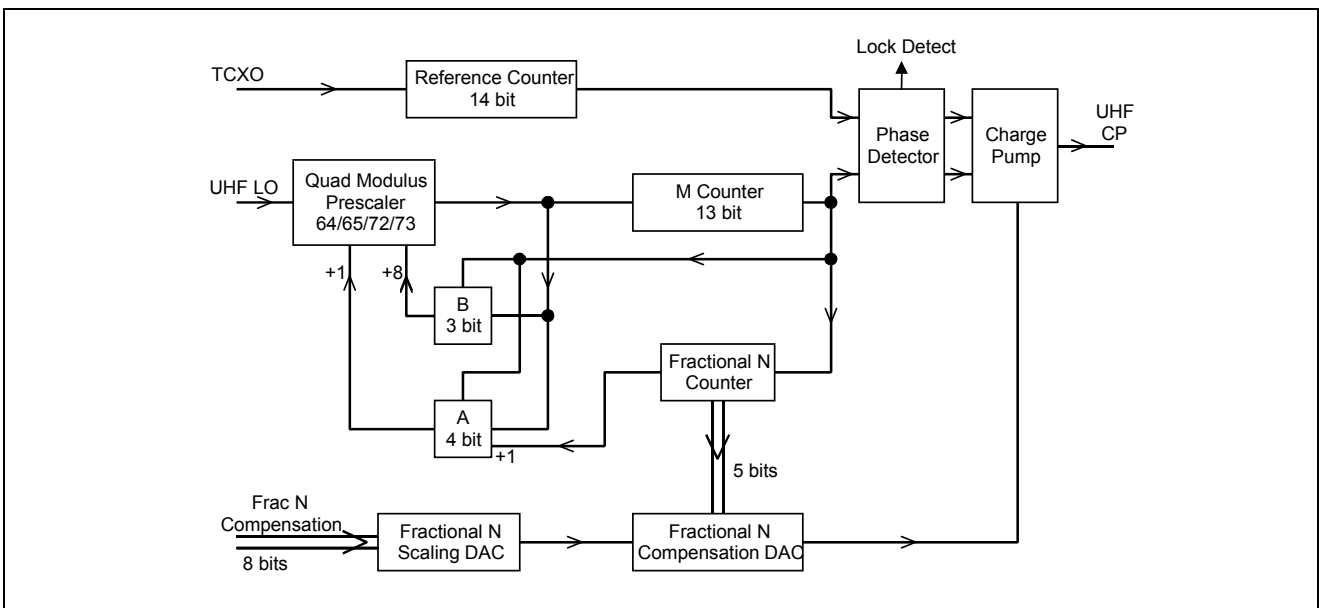 Lock Detect
TCXO
Reference Counter
14 bit
Phase
Detector
Charge
Pump
UHF
CP
UHF LO
Quad Modulus
Prescaler
64/65/72/73
M Counter
13 bit
+1
+8
B
3 bit
Fractional N
Counter
A
4 bit
+1
5 bits
Frac N
Compensation
8 bits
Fractional N
Scaling DAC
Fractional N
Compensation DAC